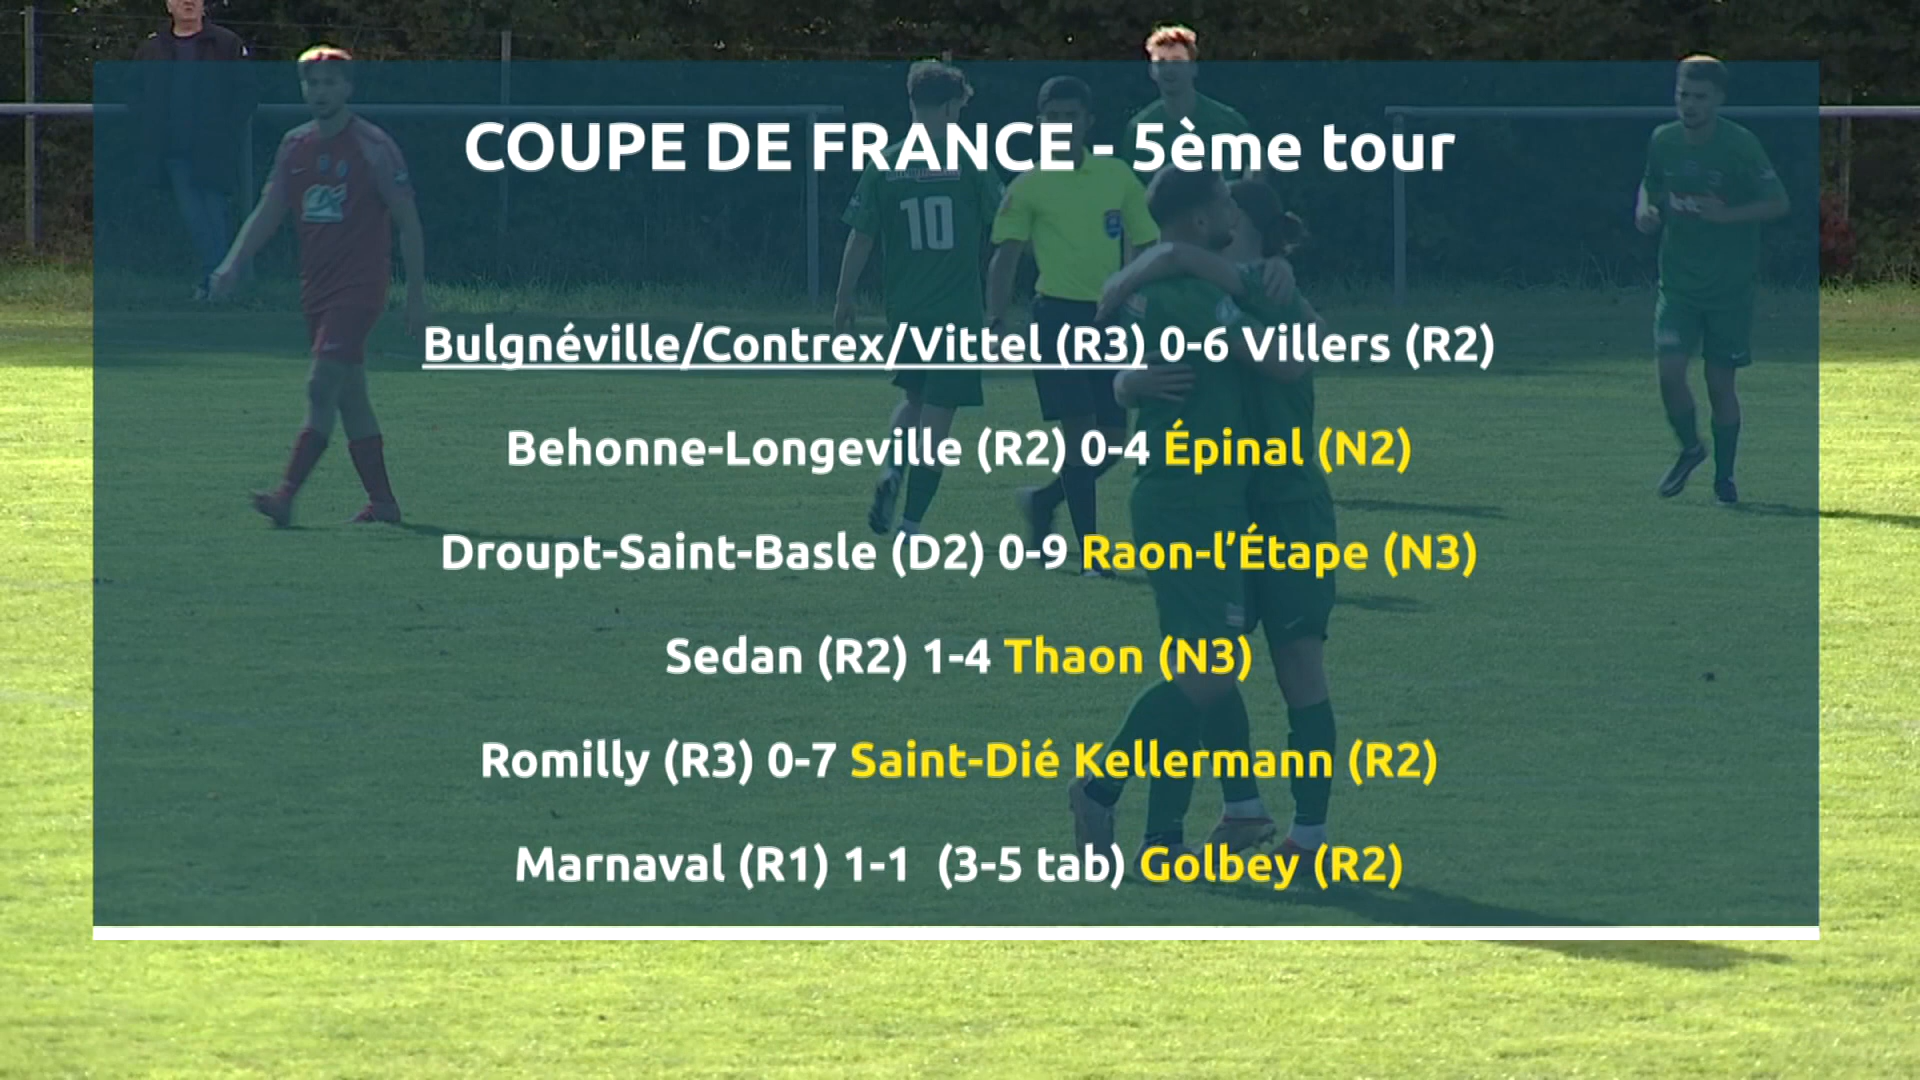 COUPE DE FRANCE - 5ème tour
Bulgnéville/Contrex/Vittel (R3) 0-6 Villers (R2)
Behonne-Longeville (R2) 0-4 Épinal (N2)
Droupt-Saint-Basle (D2) 0-9 Raon-l’Étape (N3)
Sedan (R2) 1-4 Thaon (N3)
Romilly (R3) 0-7 Saint-Dié Kellermann (R2)
Marnaval (R1) 1-1 (3-5 tab) Golbey (R2)
10